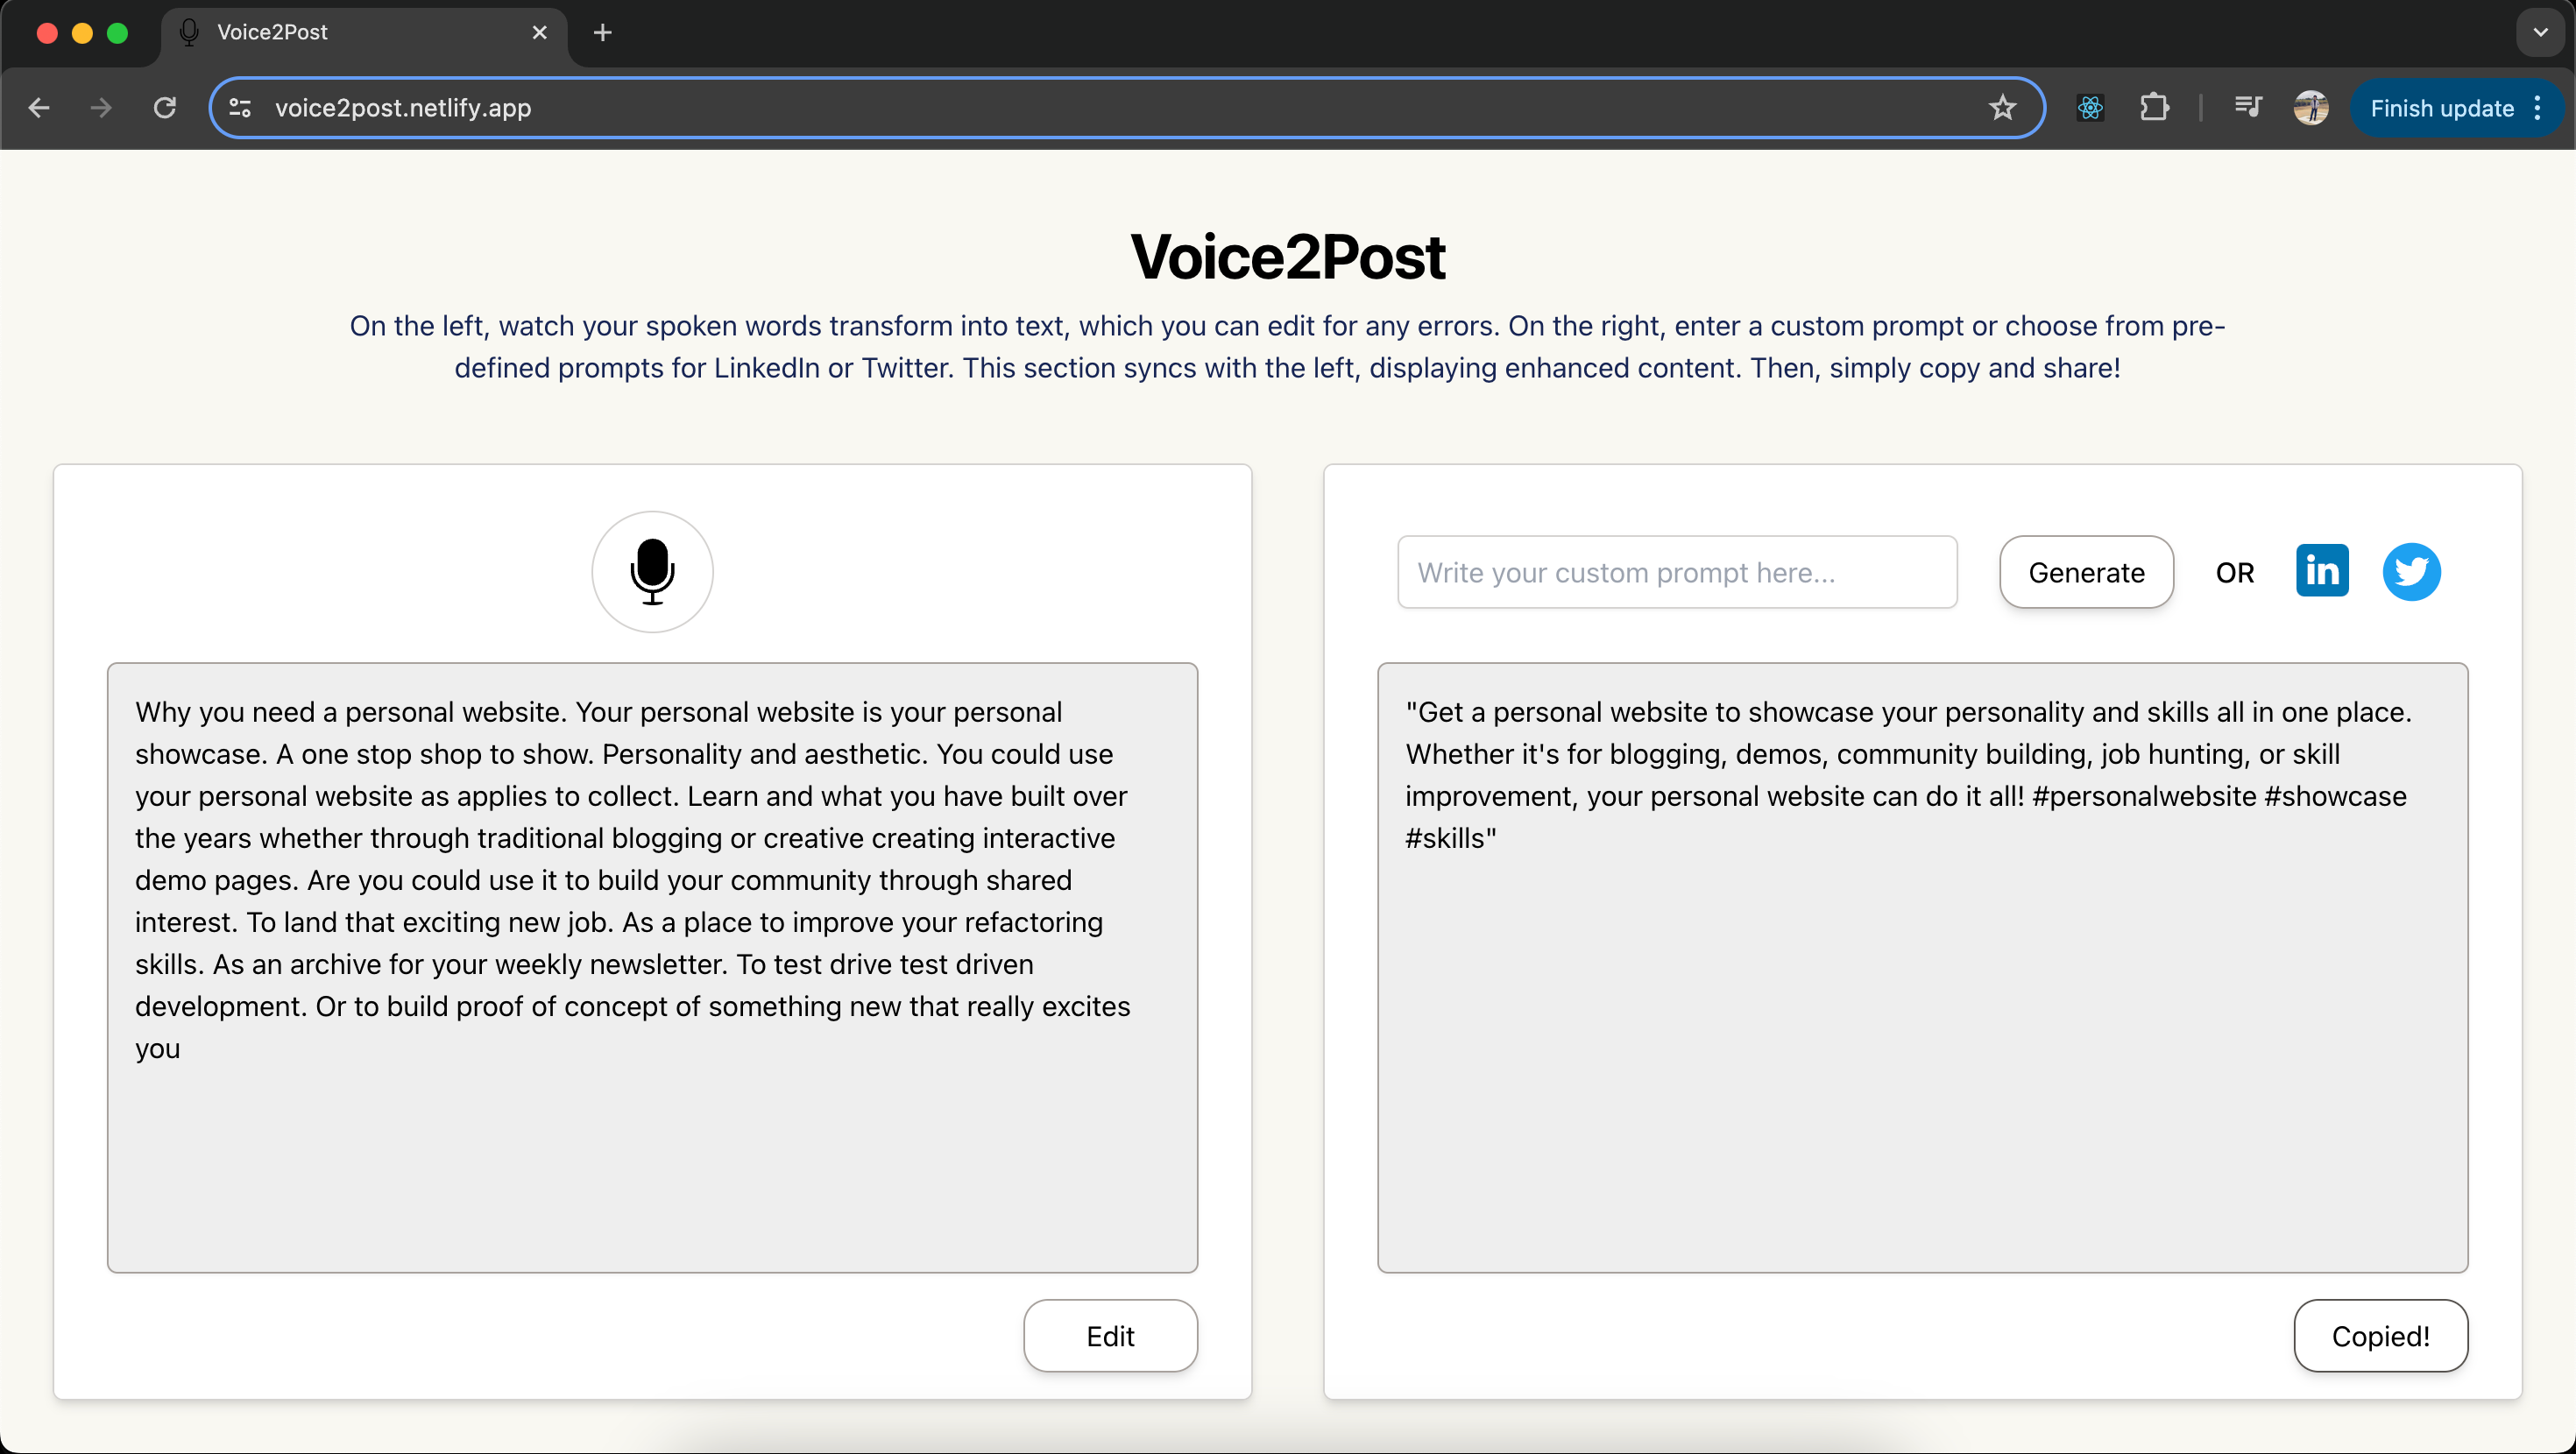 Voice2Post
voice2post.netlify.app
Finish update
Voice2Post
On the left, watch your spoken words transform into text, which you can edit for any errors. On the right, enter a custom prompt or choose from pre-
defined prompts for LinkedIn or Twitter. This section syncs with the left, displaying enhanced content. Then, simply copy and share!
Why you need a personal website. Your personal website is your personal
showcase. A one stop shop to show. Personality and aesthetic. You could use
your personal website as applies to collect. Learn and what you have built over
the years whether through traditional blogging or creative creating interactive
demo pages. Are you could use it to build your community through shared
interest. To land that exciting new job. As a place to improve your refactoring
skills. As an archive for your weekly newsletter. To test drive test driven
development. Or to build proof of concept of something new that really excites
you
Edit
Write your custom prompt here...
Generate
OR
in
"Get a personal website to showcase your personality and skills all in one place.
Whether it's for blogging, demos, community building, job hunting, or skill
improvement, your personal website can do it all! #personalwebsite #showcase
#skills"
Copied!